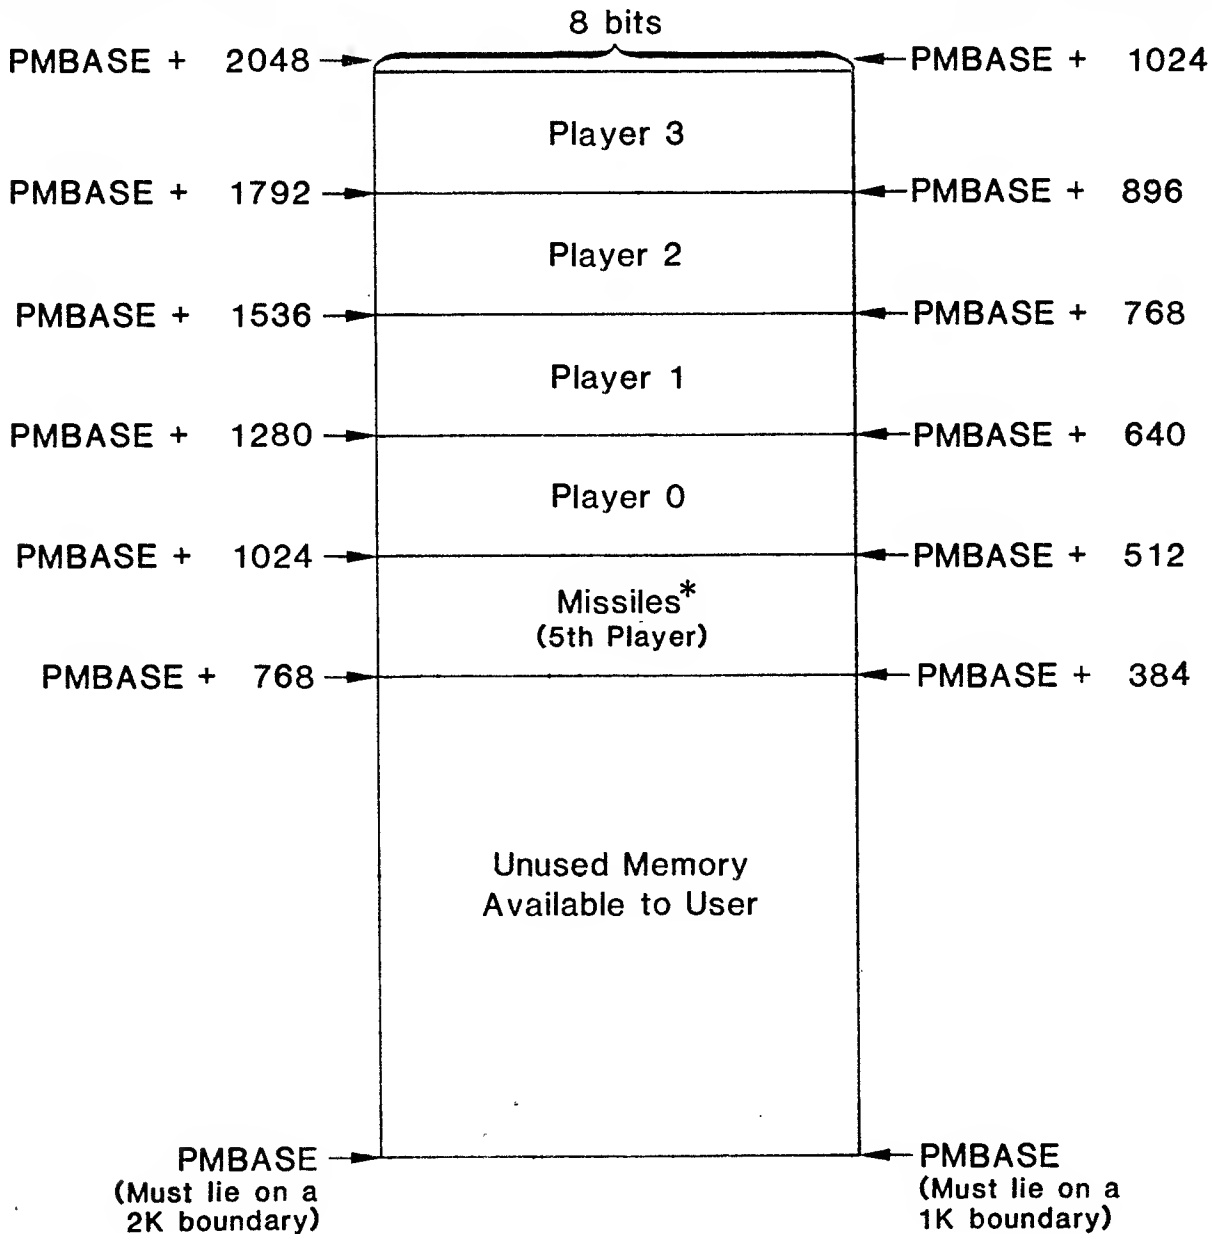 8 bits
PMBASE + 2048
PMBASE + 1024
Player 3
PMBASE + 1792
PMBASE + 896
Player 2
PMBASE + 1536
PMBASE + 768
Player 1
PMBASE + 1280
PMBASE + 640
Player 0
PMBASE + 1024
PMBASE + 512
Missiles*
(5th Player)
PMBASE + 768
PMBASE + 384
Unused Memory
Available to User
PMBASE
(Must lie on a
2K boundary)
PMBASE
(Must lie on a
1K boundary)